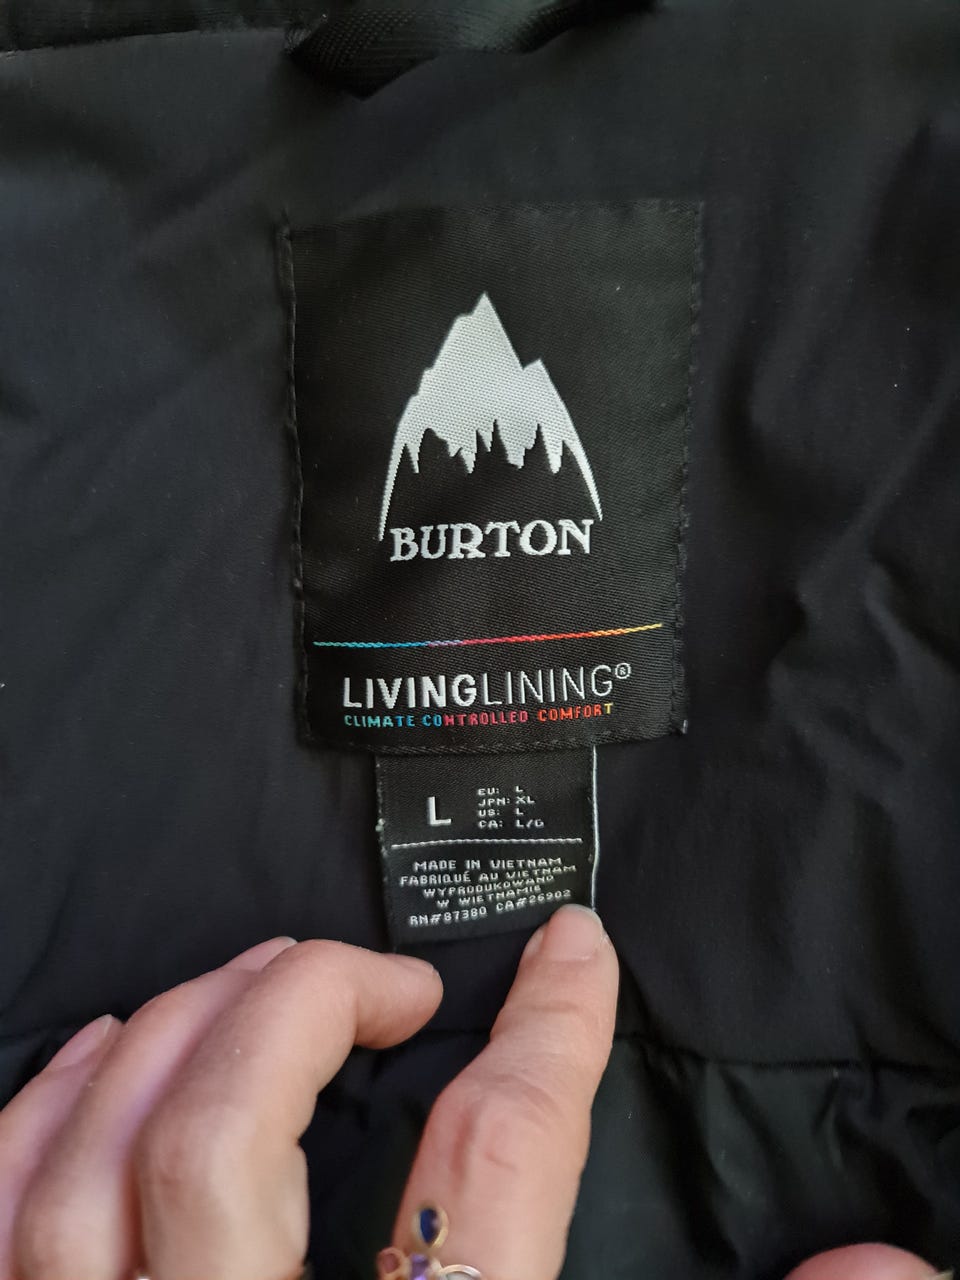 BURTON
LIVINGLINING®
CLIMATE CONTROLLED COMFORT
L
EU: L
JPN: XL
US: L
CA: L/G
MADE IN VIETNAM
FABRIQUÉ AU VIETNAM
WYPRODUKOWANO
W WIETNAMIE
RN#87380 CA#26902